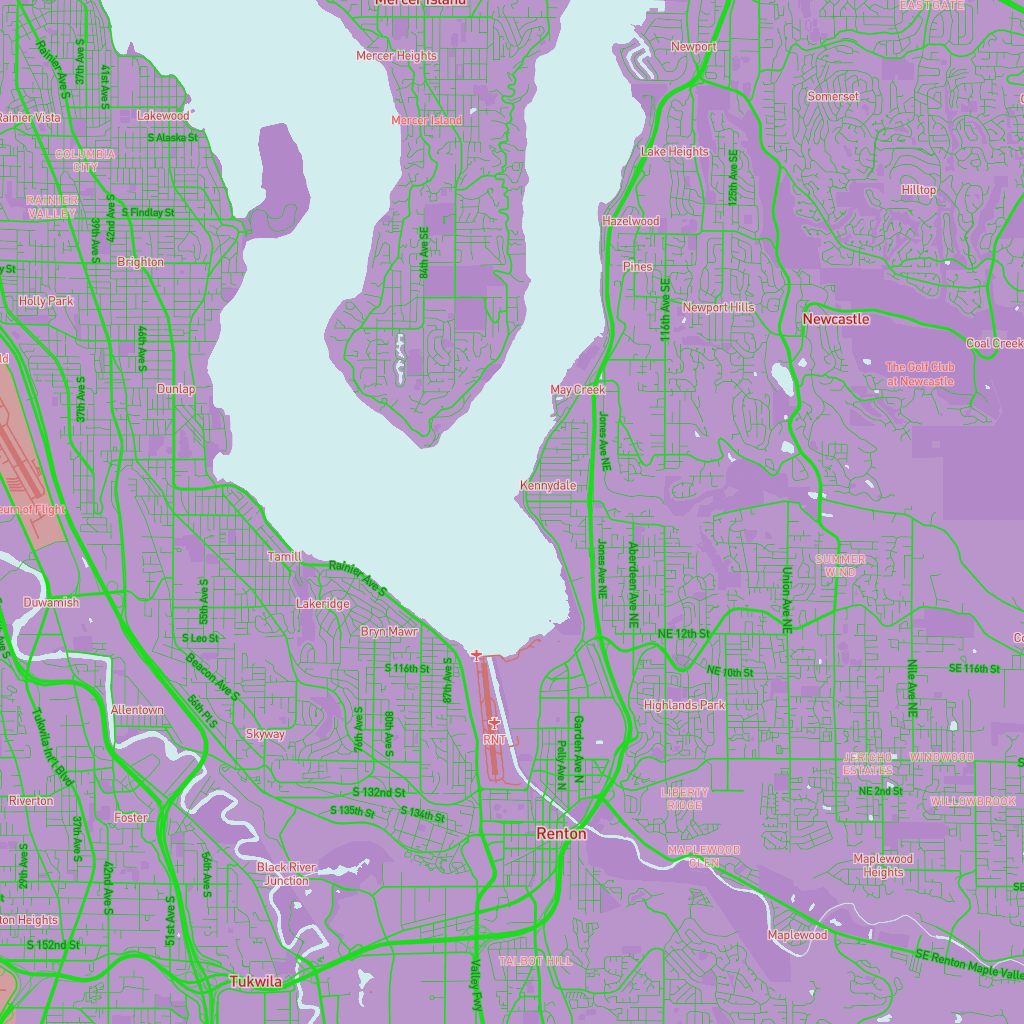 Mercer Island
EASTGATE
Rainier Ave S
37th Ave S
41st Ave S
Mercer Heights
Newport
Somerset
Rainier Vista
Lakewood
Mercer Island
S Alaska St
COLUMBIA
CITY
Lake Heights
125th Ave SE
Hilltop
RAINIER
VALLEY
39th Ave S
42nd Ave S
S Findlay St
Hazelwood
84th Ave SE
Brighton
Pines
Holly Park
116th Ave SE
Newport Hills
Newcastle
46th Ave S
Coal Creek
The Golf Club
at Newcastle
Dunlap
37th Ave S
May Creek
Jones Ave NE
Kennydale
Tamill
Rainier Ave S
Jones Ave NE
Aberdeen Ave NE
Union Ave NE
SUMMER
WIND
Duwamish
55th Ave S
Lakeridge
S Leo St
Bryn Mawr
NE 12th St
Beacon Ave S
S 116th St
87th Ave S
NE 10th St
Nile Ave NE
SE 116th St
56th Pl S
Allentown
Tukwila Int'l Blvd
Skyway
76th Ave S
80th Ave S
RNT
Pelly Ave N
Garden Ave N
Highlands Park
JERICHO
ESTATES
WINDWOOD
NE 2nd St
WILLOWBROOK
Riverton
S 132nd St
S 135th St
S 134th St
LIBERTY
RIDGE
Foster
37th Ave S
Renton
MAPLEWOOD
GLEN
Maplewood
Heights
29th Ave S
42nd Ave S
64th Ave S
Black River
Junction
51st Ave S
S 152nd St
Maplewood
TALBOT HILL
SE Renton Maple Valle
Tukwila
Valley Fwy